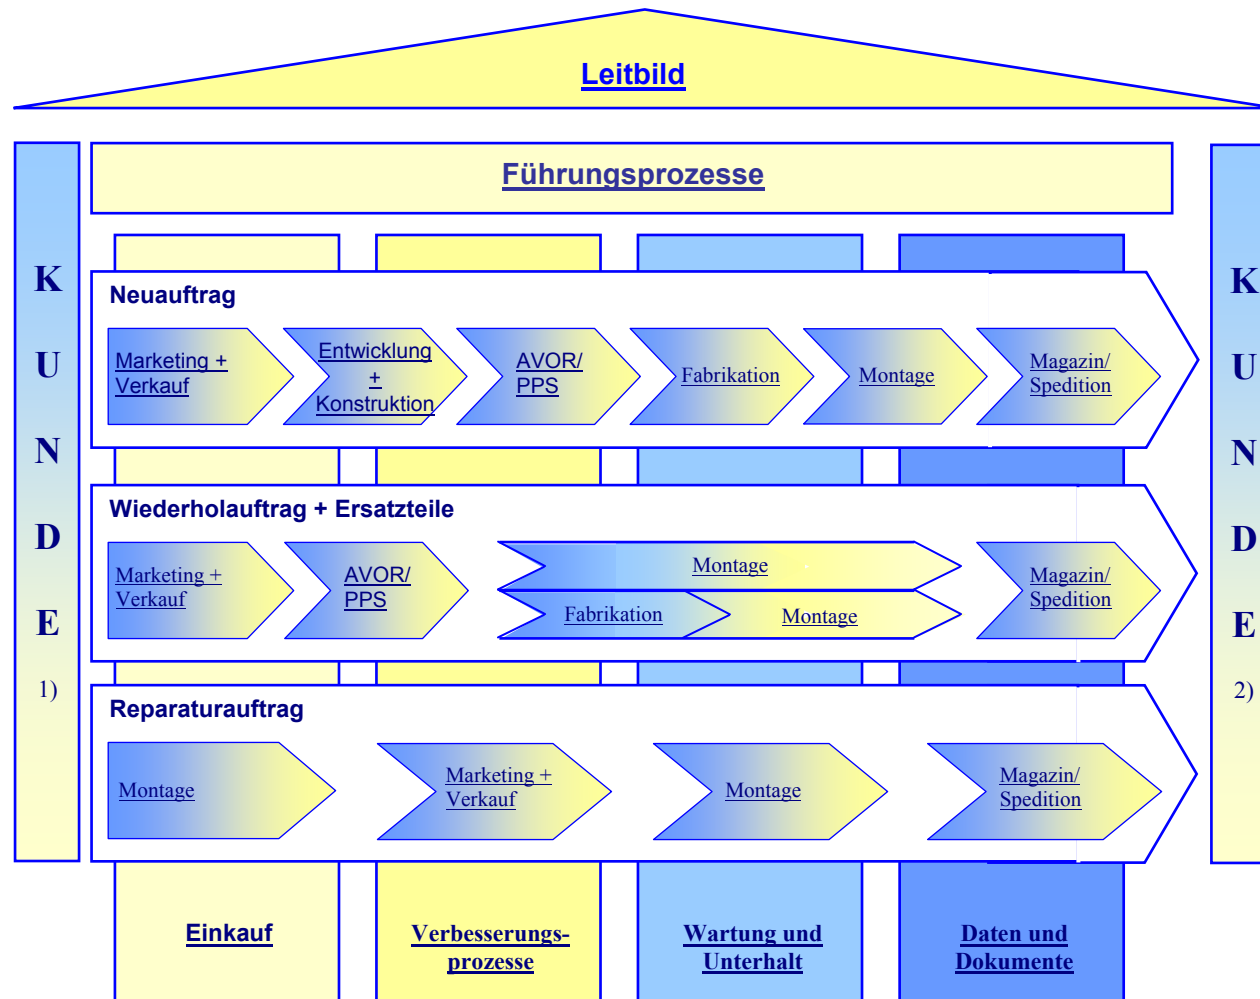 Leitbild
Führungsprozesse
K
U
N
D
E
1)
Neuauftrag
Marketing +
Verkauf
Entwicklung
+
Konstruktion
AVOR/
PPS
Fabrikation
Montage
Magazin/
Spedition
Wiederholauftrag + Ersatzteile
Marketing +
Verkauf
AVOR/
PPS
Montage
Fabrikation
Montage
Magazin/
Spedition
Reparaturauftrag
Montage
Marketing +
Verkauf
Montage
Magazin/
Spedition
K
U
N
D
E
2)
Einkauf
Verbesserungs-
prozesse
Wartung und
Unterhalt
Daten und
Dokumente